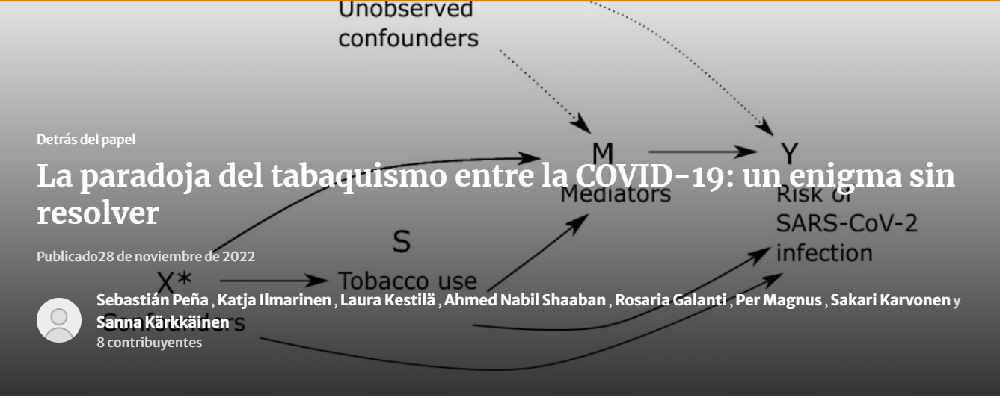 Unobserved
confounders
Detrás del papel
La paradoja del tabaquismo entre la COVID-19: un enigma sin
resolver
M
Y
Mediators
Risk of
SARS-CoV-2
infection
S
Publicado28 de noviembre de 2022
X*
Tobacco use
Confounders
Sebastián Peña , Katja Ilmarinen , Laura Kestilä , Ahmed Nabil Shaaban , Rosaria Galanti , Per Magnus , Sakari Karvonen y
Sanna Kärkkäinen
8 contribuyentes